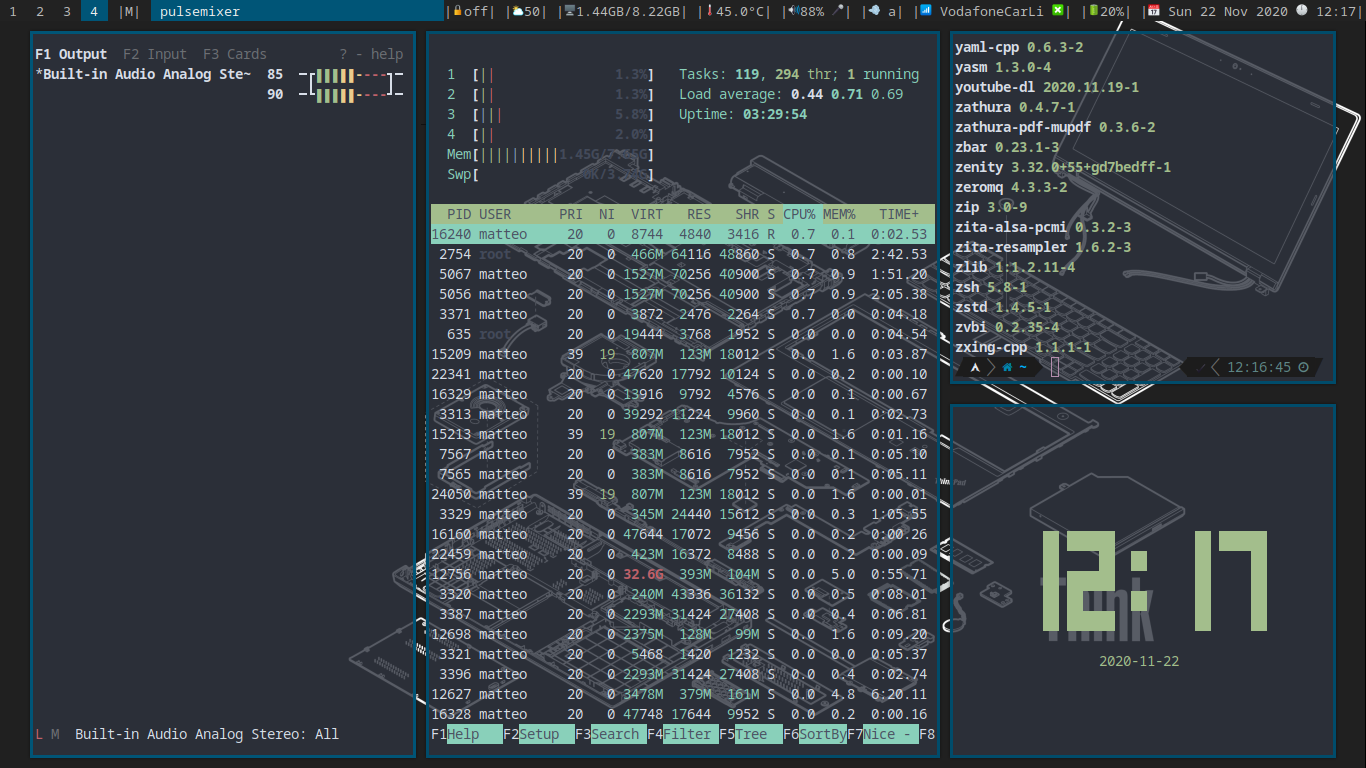 1 2 3 4 |M| pulsemixer |off| |50| |1.44GB/8.22GB| |45.0°C| |88% | | a| | VodafoneCarLi | |20%| | Sun 22 Nov 2020 12:17|
F1 Output F2 Input F3 Cards ? - help
*Built-in Audio Analog Ste~ 85
90
L M Built-in Audio Analog Stereo: All
1 [|| 1.3%] Tasks: 119, 294 thr; 1 running
2 [|| 1.3%] Load average: 0.44 0.71 0.69
3 [||| 5.8%] Uptime: 03:29:54
4 [|| 2.0%]
Mem[||||||||||1.45G/ ]
Swp[ 0K/ ]
PID USER PRI NI VIRT RES SHR S CPU% MEM% TIME+
16240 matteo 20 0 8744 4840 3416 R 0.7 0.1 0:02.53
2754 root 20 0 466M 64116 48860 S 0.7 0.8 2:42.53
5067 matteo 20 0 1527M 70256 40900 S 0.7 0.9 1:51.20
5056 matteo 20 0 1527M 70256 40900 S 0.7 0.9 2:05.38
3371 matteo 20 0 3872 2476 2264 S 0.7 0.0 0:04.18
635 root 20 0 19444 3768 1952 S 0.0 0.0 0:04.54
15209 matteo 39 19 807M 123M 18012 S 0.0 1.6 0:03.87
22341 matteo 20 0 47620 17792 10124 S 0.0 0.2 0:00.10
16329 matteo 20 0 13916 9792 4576 S 0.0 0.1 0:00.67
3313 matteo 20 0 39292 11224 9960 S 0.0 0.1 0:02.73
15213 matteo 39 19 807M 123M 18012 S 0.0 1.6 0:01.16
7567 matteo 20 0 383M 8616 7952 S 0.0 0.1 0:05.10
7565 matteo 20 0 383M 8616 7952 S 0.0 0.1 0:05.11
24050 matteo 39 19 807M 123M 18012 S 0.0 1.6 0:00.01
3329 matteo 20 0 345M 24440 15612 S 0.0 0.3 1:05.55
16160 matteo 20 0 47644 17072 9456 S 0.0 0.2 0:00.26
22459 matteo 20 0 423M 16372 8488 S 0.0 0.2 0:00.09
12756 matteo 20 0 32.6G 393M 104M S 0.0 5.0 0:55.71
3320 matteo 20 0 240M 43336 36132 S 0.0 0.5 0:08.01
3387 matteo 20 0 2293M 31424 27408 S 0.0 0.4 0:06.81
12698 matteo 20 0 2375M 128M 99M S 0.0 1.6 0:09.20
3321 matteo 20 0 5468 1420 1232 S 0.0 0.0 0:05.37
3396 matteo 20 0 2293M 31424 27408 S 0.0 0.4 0:02.74
12627 matteo 20 0 3478M 379M 161M S 0.0 4.8 6:20.11
16328 matteo 20 0 47748 17644 9952 S 0.0 0.2 0:00.16
F1Help F2Setup F3Search F4Filter F5Tree F6SortBy F7Nice - F8
yaml-cpp 0.6.3-2
yasm 1.3.0-4
youtube-dl 2020.11.19-1
zathura 0.4.7-1
zathura-pdf-mupdf 0.3.6-2
zbar 0.23.1-3
zenity 3.32.0+55+gd7bedff-1
zeromq 4.3.3-2
zip 3.0-9
zita-alsa-pcmi 0.3.2-3
zita-resampler 1.6.2-3
zlib 1:1.2.11-4
zsh 5.8-1
zstd 1.4.5-1
zvbi 0.2.35-4
zxing-cpp 1.1.1-1
~ 12:16:45
12:17
Think
2020-11-22